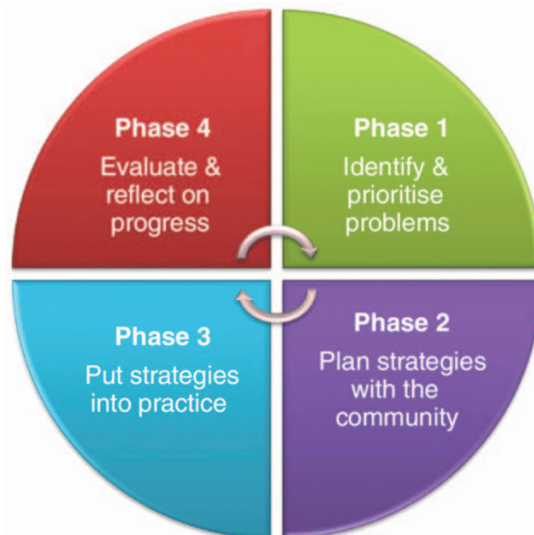 Phase 4
Evaluate &
reflect on
progress
Phase 1
Identify &
prioritise
problems
Phase 3
Put strategies
into practice
Phase 2
Plan strategies
with the
community